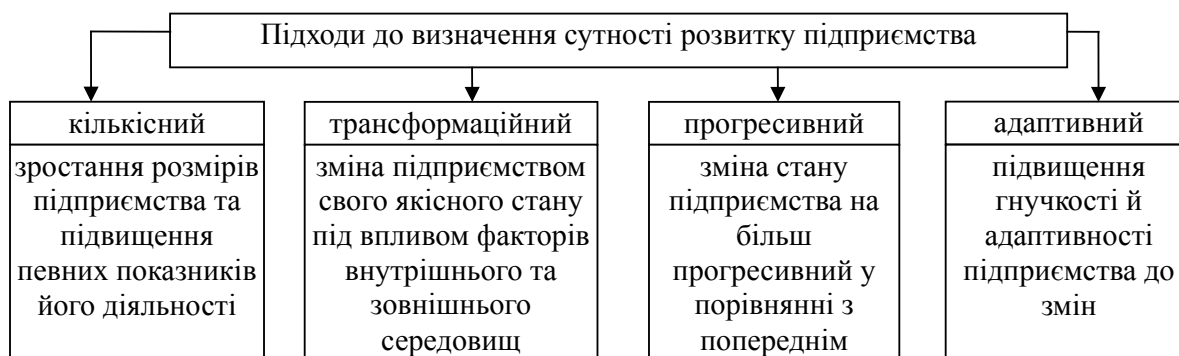 Підходи до визначення сутності розвитку підприємства
кількісний
зростання розмірів
підприємства та
підвищення
певних показників
його діяльності
трансформаційний
зміна підприємством
свого якісного стану
під впливом факторів
внутрішнього та
зовнішнього
середовищ
прогресивний
зміна стану
підприємства на
більш
прогресивний у
порівнянні з
попереднім
адаптивний
підвищення
гнучкості й
адаптивності
підприємства до
змін